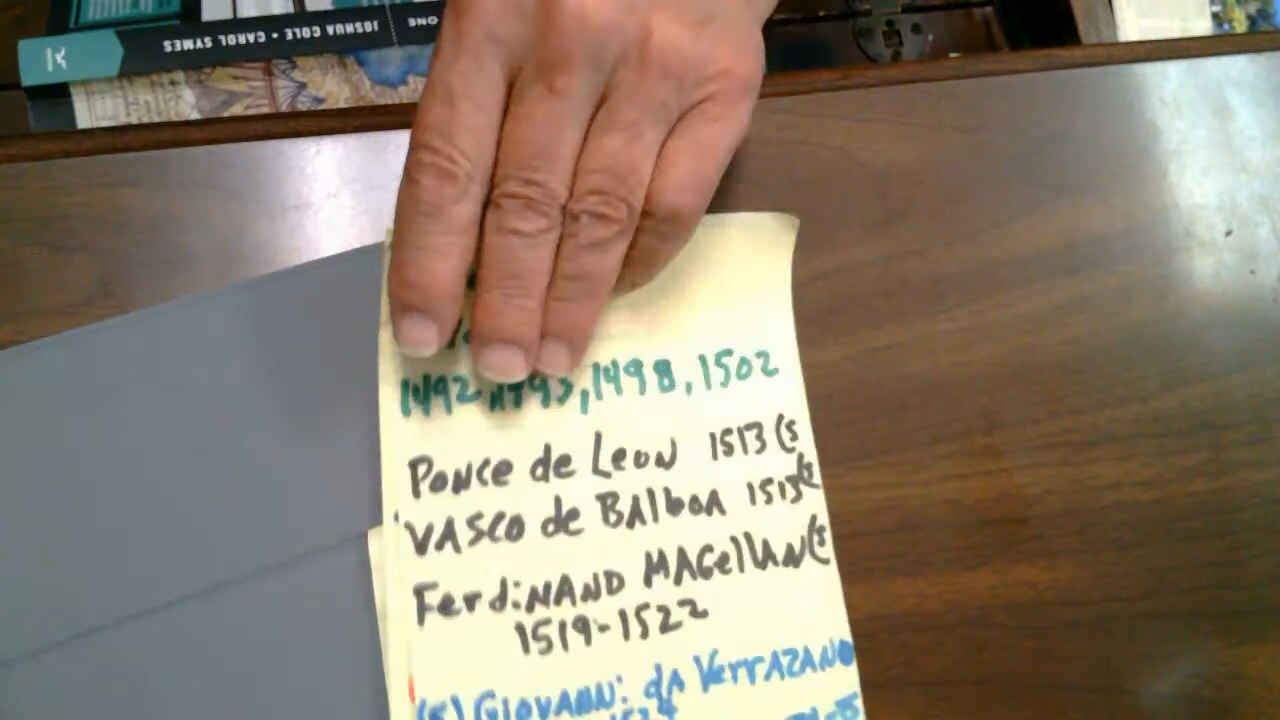 JOSHUA COLE • CAROL SYMES
ONE
1492, 1493, 1498, 1502
PONCE de LEON 1513 (S
VASCO de BAlbOA 1513(S
FerdiNAND MAGellAN(S
1519-1522
GIOVANNi dA VerrAZANO